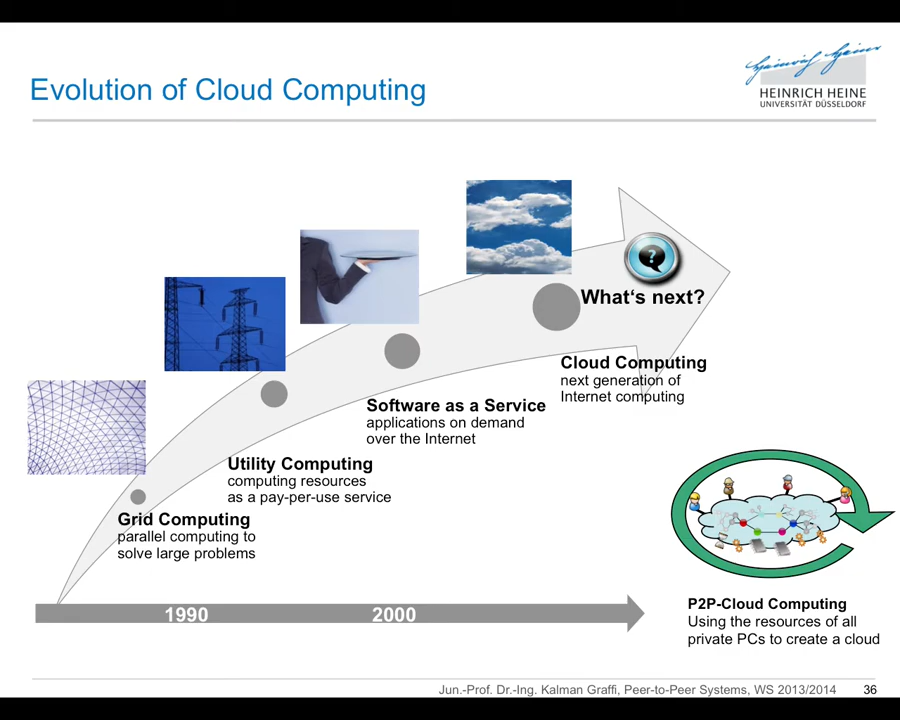 Evolution of Cloud Computing
Heinrich Heine
HEINRICH HEINE
UNIVERSITÄT DÜSSELDORF
?
What‘s next?
Cloud Computing
next generation of
Internet computing
Software as a Service
applications on demand
over the Internet
Utility Computing
computing resources
as a pay-per-use service
Grid Computing
parallel computing to
solve large problems
1990
2000
P2P-Cloud Computing
Using the resources of all
private PCs to create a cloud
Jun.-Prof. Dr.-Ing. Kalman Graffi, Peer-to-Peer Systems, WS 2013/2014
36